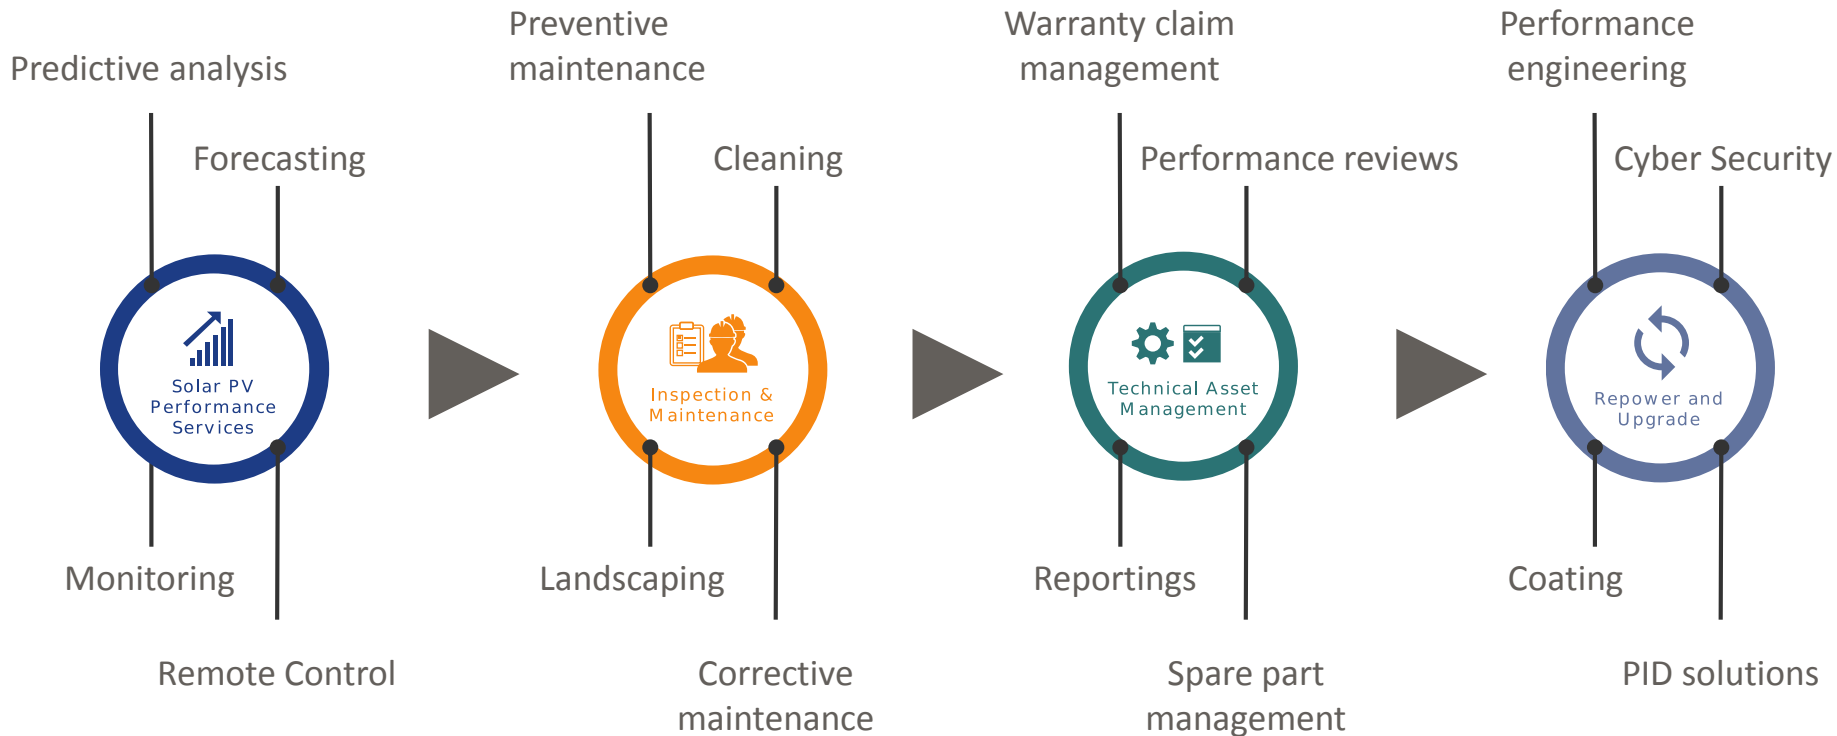 Predictive analysis
Forecasting
Solar PV
Performance
Services
Monitoring
Remote Control
Preventive
maintenance
Cleaning
Inspection &
Maintenance
Landscaping
Corrective
maintenance
Warranty claim
management
Performance reviews
Technical Asset
Management
Reportings
Spare part
management
Performance
engineering
Cyber Security
Repower and
Upgrade
Coating
PID solutions